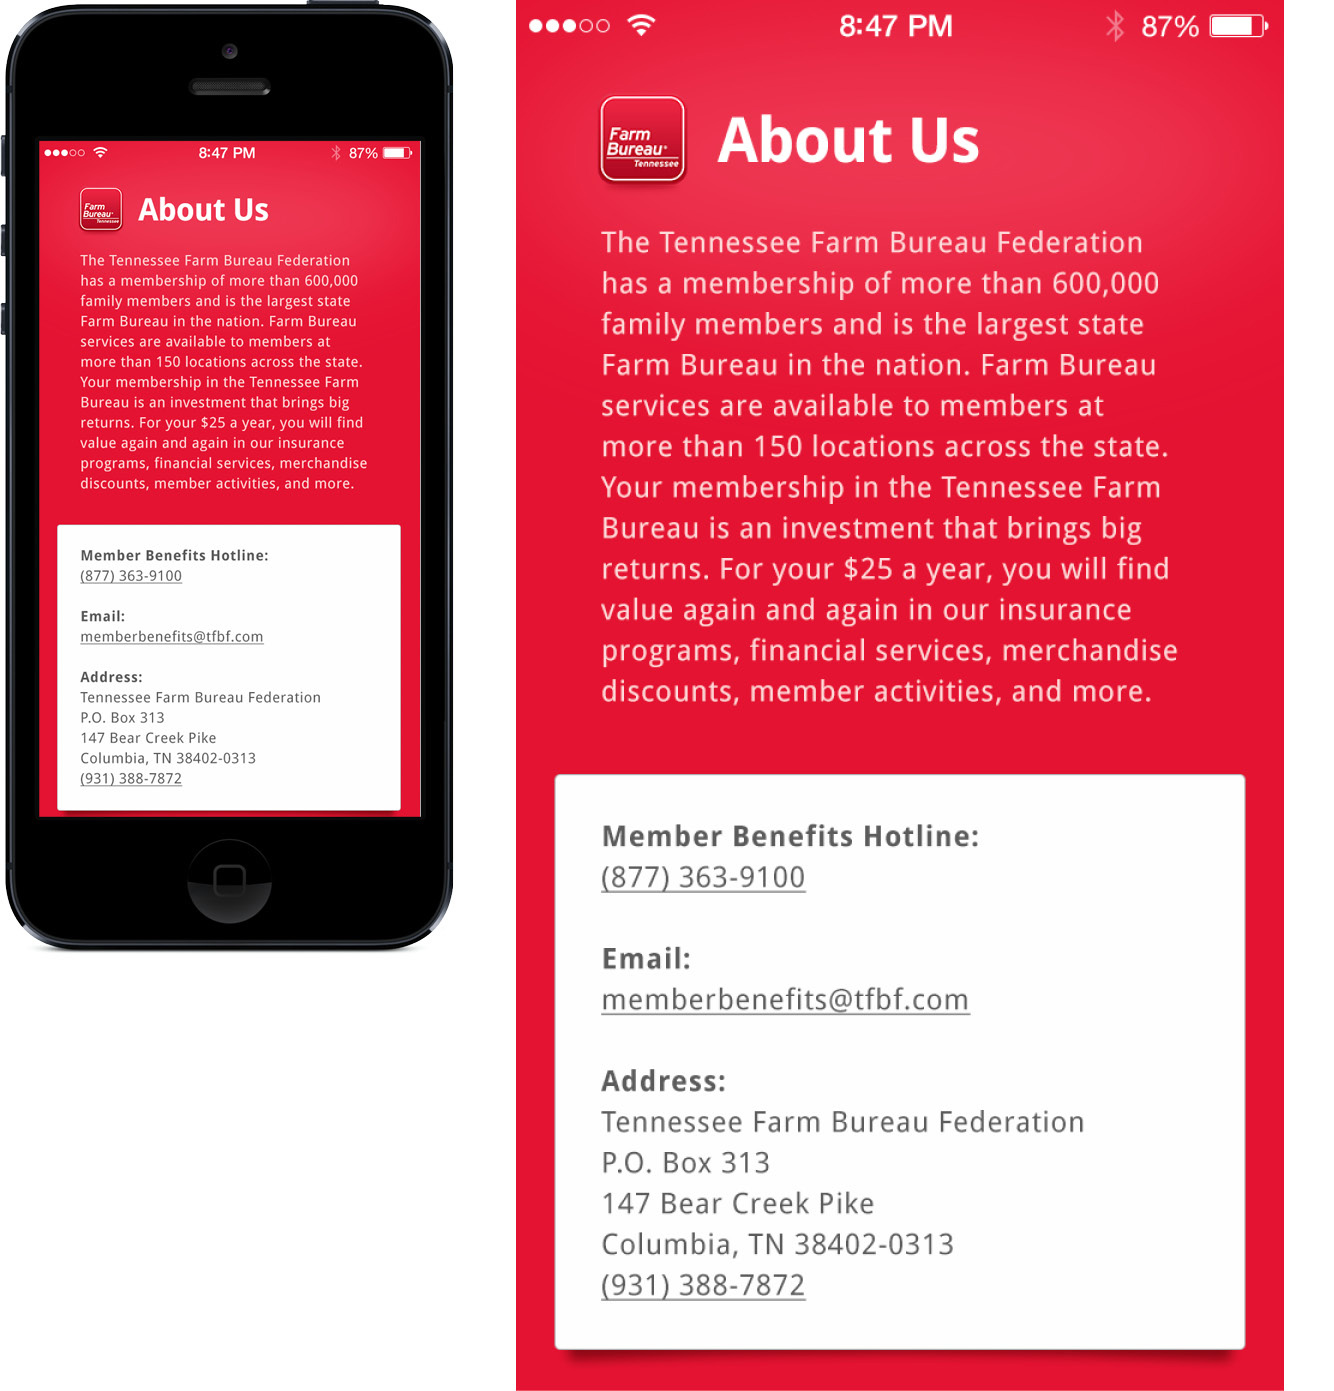 8:47 PM
87%
Farm
Bureau
Tennessee
About Us
The Tennessee Farm Bureau Federation
has a membership of more than 600,000
family members and is the largest state
Farm Bureau in the nation. Farm Bureau
services are available to members at
more than 150 locations across the state.
Your membership in the Tennessee Farm
Bureau is an investment that brings big
returns. For your $25 a year, you will find
value again and again in our insurance
programs, financial services, merchandise
discounts, member activities, and more.
Member Benefits Hotline:
(877) 363-9100
Email:
memberbenefits@tfbf.com
Address:
Tennessee Farm Bureau Federation
P.O. Box 313
147 Bear Creek Pike
Columbia, TN 38402-0313
(931) 388-7872
8:47 PM
87%
Farm
Bureau
Tennessee
About Us
The Tennessee Farm Bureau Federation
has a membership of more than 600,000
family members and is the largest state
Farm Bureau in the nation. Farm Bureau
services are available to members at
more than 150 locations across the state.
Your membership in the Tennessee Farm
Bureau is an investment that brings big
returns. For your $25 a year, you will find
value again and again in our insurance
programs, financial services, merchandise
discounts, member activities, and more.
Member Benefits Hotline:
(877) 363-9100
Email:
memberbenefits@tfbf.com
Address:
Tennessee Farm Bureau Federation
P.O. Box 313
147 Bear Creek Pike
Columbia, TN 38402-0313
(931) 388-7872